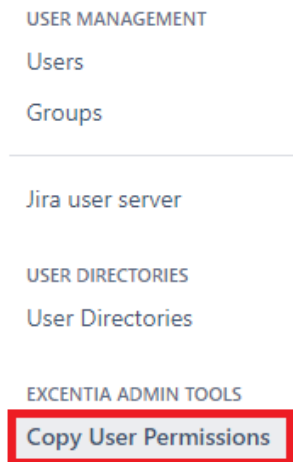 USER MANAGEMENT
Users
Groups
Jira user server
USER DIRECTORIES
User Directories
EXCENTIA ADMIN TOOLS
Copy User Permissions